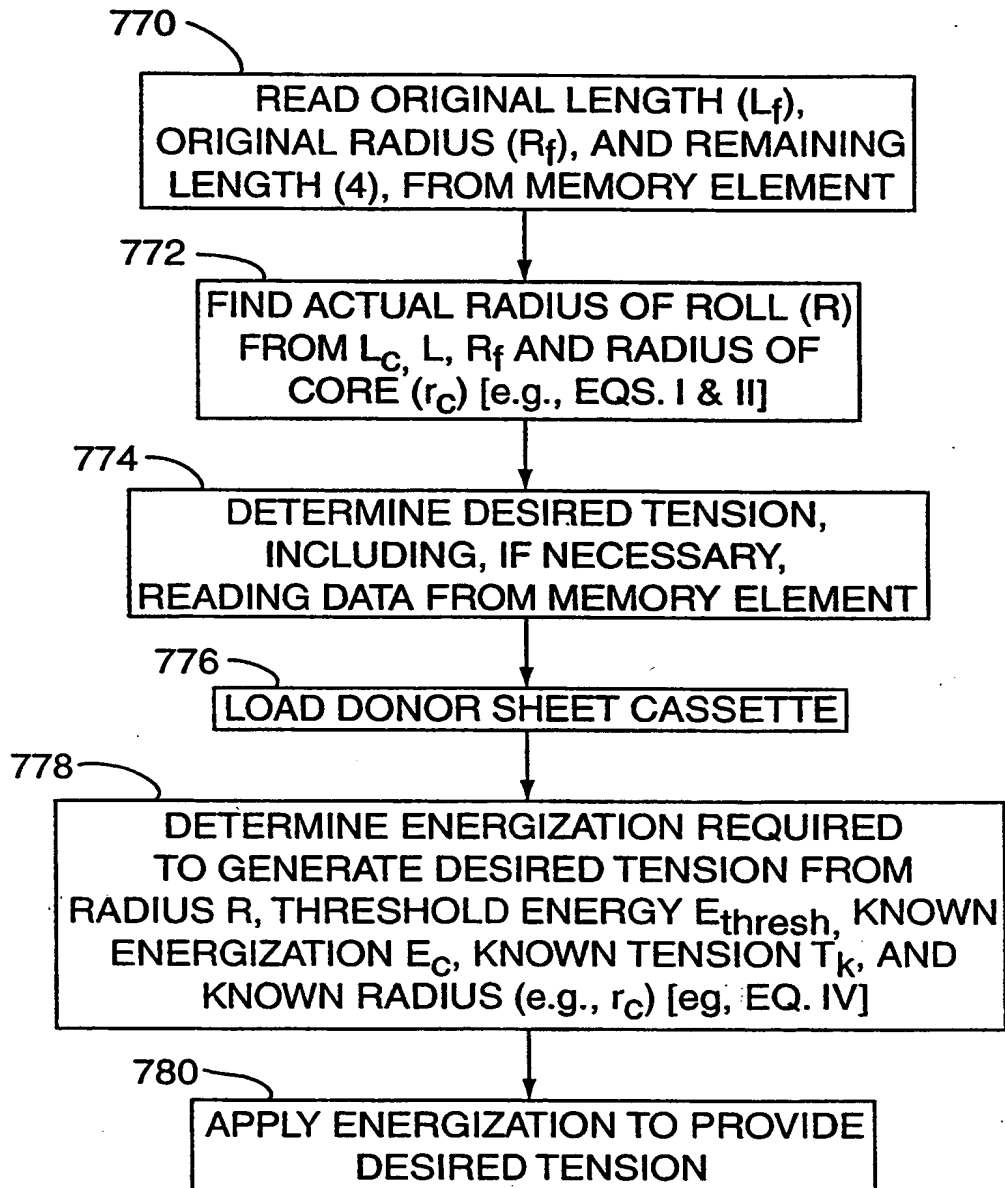 770
READ ORIGINAL LENGTH (Lf),
ORIGINAL RADIUS (Rf), AND REMAINING
LENGTH (4), FROM MEMORY ELEMENT
772
FIND ACTUAL RADIUS OF ROLL (R)
FROM Lc, L, Rf AND RADIUS OF
CORE (rc) [e.g., EQS. I & II]
774
DETERMINE DESIRED TENSION,
INCLUDING, IF NECESSARY,
READING DATA FROM MEMORY ELEMENT
776
LOAD DONOR SHEET CASSETTE
778
DETERMINE ENERGIZATION REQUIRED
TO GENERATE DESIRED TENSION FROM
RADIUS R, THRESHOLD ENERGY Ethresh, KNOWN
ENERGIZATION Ec, KNOWN TENSION Tk, AND
KNOWN RADIUS (e.g., rc) [eg, EQ. IV]
780
APPLY ENERGIZATION TO PROVIDE
DESIRED TENSION